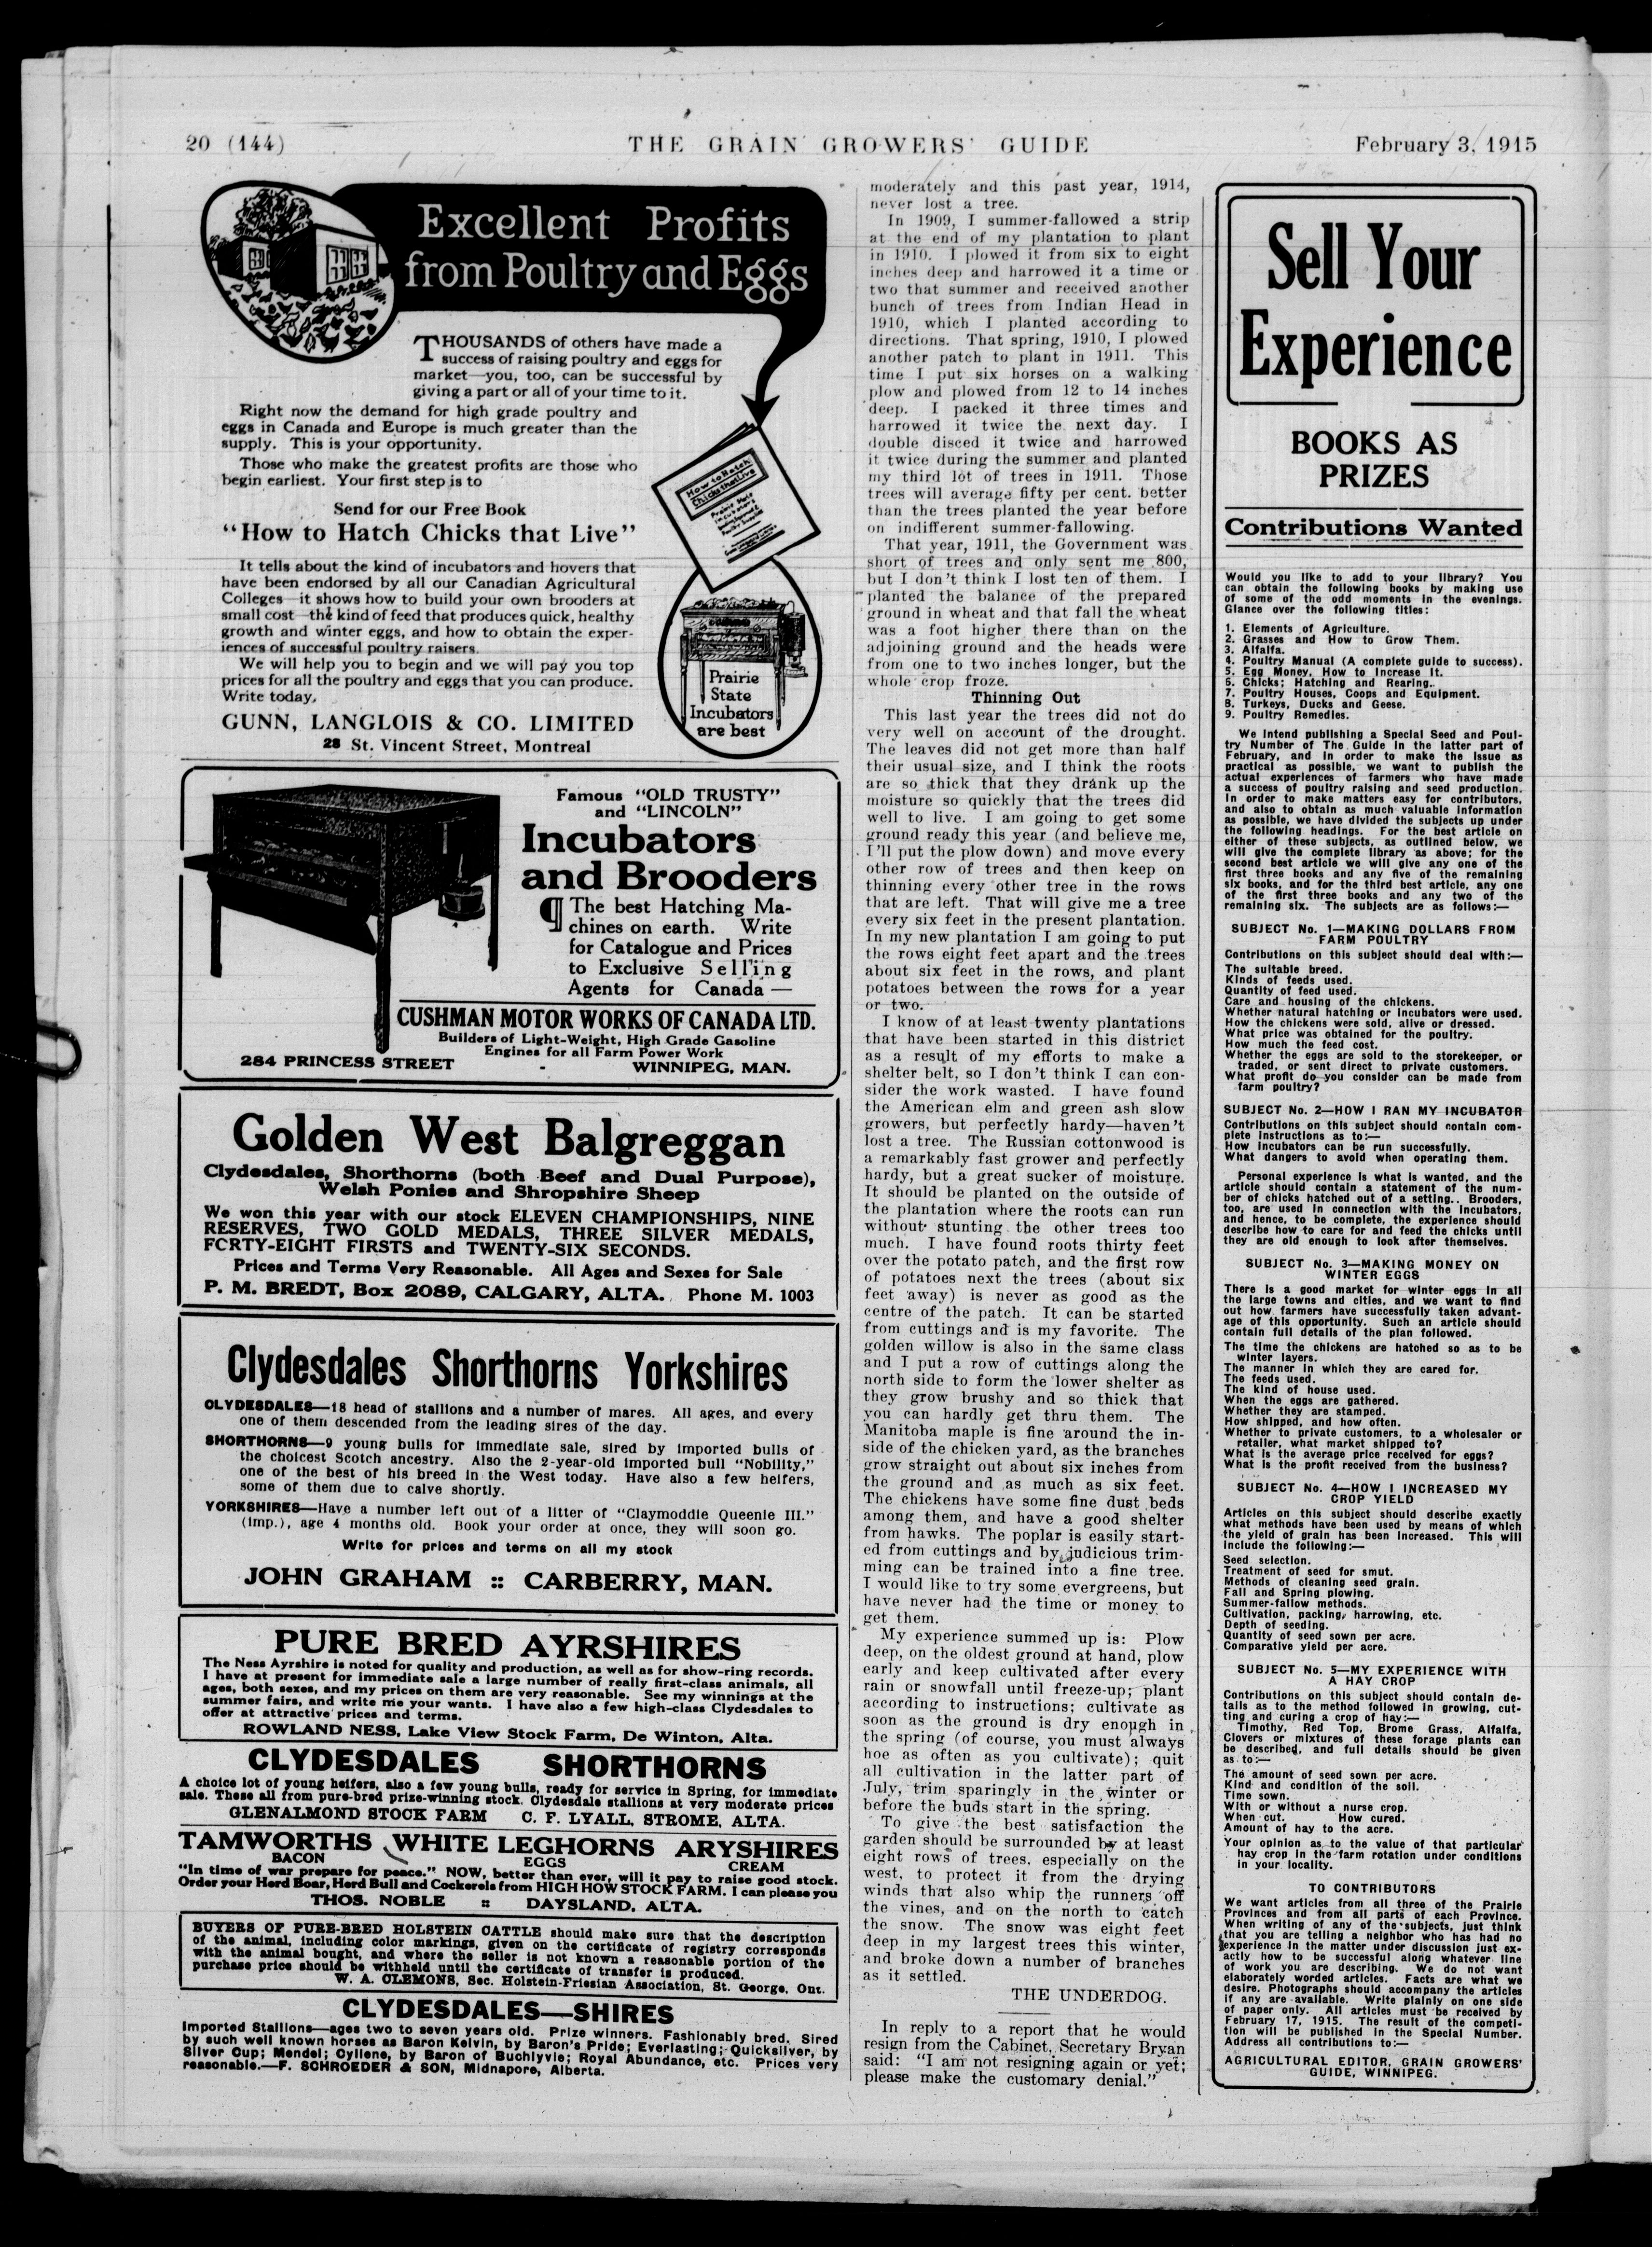 20 (144)
THE GRAIN GROWERS' GUIDE
February 3, 1915
Excellent Profits
from Poultry and Eggs
THOUSANDS of others have made a
success of raising poultry and eggs for
market—you, too, can be successful by
giving a part or all of your time to it.
Right now the demand for high grade poultry and
eggs in Canada and Europe is much greater than the
supply. This is your opportunity.
Those who make the greatest profits are those who
begin earliest. Your first step is to
Send for our Free Book
"How to Hatch Chicks that Live"
It tells about the kind of incubators and hovers that
have been endorsed by all our Canadian Agricultural
Colleges—it shows how to build your own brooders at
small cost—the kind of feed that produces quick, healthy
growth and winter eggs, and how to obtain the exper-
iences of successful poultry raisers.
We will help you to begin and we will pay you top
prices for all the poultry and eggs that you can produce.
Write today.
GUNN, LANGLOIS & CO. LIMITED
28 St. Vincent Street, Montreal
How to Hatch
Chicks that Live
Prairie
State
Incubators
are best
Famous "OLD TRUSTY"
and "LINCOLN"
Incubators
and Brooders
¶ The best Hatching Ma-
chines on earth. Write
for Catalogue and Prices
to Exclusive Selling
Agents for Canada—
CUSHMAN MOTOR WORKS OF CANADA LTD.
Builders of Light-Weight, High Grade Gasoline
Engines for all Farm Power Work
284 PRINCESS STREET - WINNIPEG, MAN.
Golden West Balgreggan
Clydesdales, Shorthorns (both Beef and Dual Purpose),
Welsh Ponies and Shropshire Sheep
We won this year with our stock ELEVEN CHAMPIONSHIPS, NINE
RESERVES, TWO GOLD MEDALS, THREE SILVER MEDALS,
FORTY-EIGHT FIRSTS and TWENTY-SIX SECONDS.
Prices and Terms Very Reasonable. All Ages and Sexes for Sale
P. M. BREDT, Box 2089, CALGARY, ALTA. Phone M. 1003
Clydesdales Shorthorns Yorkshires
CLYDESDALES—18 head of stallions and a number of mares. All ages, and every
one of them descended from the leading sires of the day.
SHORTHORNS—9 young bulls for immediate sale, sired by imported bulls of
the choicest Scotch ancestry. Also the 2-year-old imported bull "Nobility,"
one of the best of his breed in the West today. Have also a few heifers,
some of them due to calve shortly.
YORKSHIRES—Have a number left out of a litter of "Claymoddie Queenie III."
(imp.), age 4 months old. Book your order at once, they will soon go.
Write for prices and terms on all my stock
JOHN GRAHAM :: CARBERRY, MAN.
PURE BRED AYRSHIRES
The Ness Ayrshire is noted for quality and production, as well as for show-ring records.
I have at present for immediate sale a large number of really first-class animals, all
ages, both sexes, and my prices on them are very reasonable. See my winnings at the
summer fairs, and write me your wants. I have also a few high-class Clydesdales to
offer at attractive prices and terms.
ROWLAND NESS, Lake View Stock Farm, De Winton, Alta.
CLYDESDALES SHORTHORNS
A choice lot of young heifers, also a few young bulls, ready for service in Spring, for immediate
sale. These all from pure-bred prize-winning stock. Clydesdale stallions at very moderate prices
GLENALMOND STOCK FARM C. F. LYALL, STROME, ALTA.
TAMWORTHS WHITE LEGHORNS ARYSHIRES
BACON EGGS CREAM
"In time of war prepare for peace." NOW, better than ever, will it pay to raise good stock.
Order your Herd Boar, Herd Bull and Cockerels from HIGH HOW STOCK FARM. I can please you
THOS. NOBLE :: DAYSLAND, ALTA.
BUYERS OF PURE-BRED HOLSTEIN CATTLE should make sure that the description
of the animal, including color markings, given on the certificate of registry corresponds
with the animal bought, and where the seller is not known a reasonable portion of the
purchase price should be withheld until the certificate of transfer is produced.
W. A. CLEMONS, Sec. Holstein-Friesian Association, St. George, Ont.
CLYDESDALES—SHIRES
Imported Stallions—ages two to seven years old. Prize winners. Fashionably bred. Sired
by such well known horses as Baron Kelvin, by Baron's Pride; Everlasting; Quicksilver, by
Silver Cup; Mendel; Cyllene, by Baron of Buchlyvie; Royal Abundance, etc. Prices very
reasonable.—F. SCHROEDER & SON, Midnapore, Alberta.
moderately and this past year, 1914,
never lost a tree.
In 1909, I summer-fallowed a strip
at the end of my plantation to plant
in 1910. I plowed it from six to eight
inches deep and harrowed it a time or
two that summer and received another
bunch of trees from Indian Head in
1910, which I planted according to
directions. That spring, 1910, I plowed
another patch to plant in 1911. This
time I put six horses on a walking
plow and plowed from 12 to 14 inches
deep. I packed it three times and
harrowed it twice the next day. I
double disced it twice and harrowed
it twice during the summer and planted
my third lot of trees in 1911. Those
trees will average fifty per cent. better
than the trees planted the year before
on indifferent summer-fallowing.
That year, 1911, the Government was
short of trees and only sent me 800,
but I don't think I lost ten of them. I
planted the balance of the prepared
ground in wheat and that fall the wheat
was a foot higher there than on the
adjoining ground and the heads were
from one to two inches longer, but the
whole crop froze.
Thinning Out
This last year the trees did not do
very well on account of the drought.
The leaves did not get more than half
their usual size, and I think the roots
are so thick that they drank up the
moisture so quickly that the trees did
well to live. I am going to get some
ground ready this year (and believe me,
I'll put the plow down) and move every
other row of trees and then keep on
thinning every other tree in the rows
that are left. That will give me a tree
every six feet in the present plantation.
In my new plantation I am going to put
the rows eight feet apart and the trees
about six feet in the rows, and plant
potatoes between the rows for a year
or two.
I know of at least twenty plantations
that have been started in this district
as a result of my efforts to make a
shelter belt, so I don't think I can con-
sider the work wasted. I have found
the American elm and green ash slow
growers, but perfectly hardy—haven't
lost a tree. The Russian cottonwood is
a remarkably fast grower and perfectly
hardy, but a great sucker of moisture.
It should be planted on the outside of
the plantation where the roots can run
without stunting the other trees too
much. I have found roots thirty feet
over the potato patch, and the first row
of potatoes next the trees (about six
feet away) is never as good as the
centre of the patch. It can be started
from cuttings and is my favorite. The
golden willow is also in the same class
and I put a row of cuttings along the
north side to form the lower shelter as
they grow brushy and so thick that
you can hardly get thru them. The
Manitoba maple is fine around the in-
side of the chicken yard, as the branches
grow straight out about six inches from
the ground and as much as six feet.
The chickens have some fine dust beds
among them, and have a good shelter
from hawks. The poplar is easily start-
ed from cuttings and by judicious trim-
ming can be trained into a fine tree.
I would like to try some evergreens, but
have never had the time or money to
get them.
My experience summed up is: Plow
deep, on the oldest ground at hand, plow
early and keep cultivated after every
rain or snowfall until freeze-up; plant
according to instructions; cultivate as
soon as the ground is dry enough in
the spring (of course, you must always
hoe as often as you cultivate); quit
all cultivation in the latter part of
July, trim sparingly in the winter or
before the buds start in the spring.
To give the best satisfaction the
garden should be surrounded by at least
eight rows of trees, especially on the
west, to protect it from the drying
winds that also whip the runners off
the vines, and on the north to catch
the snow. The snow was eight feet
deep in my largest trees this winter,
and broke down a number of branches
as it settled.
THE UNDERDOG.
In reply to a report that he would
resign from the Cabinet, Secretary Bryan
said: "I am not resigning again or yet;
please make the customary denial."
Sell Your
Experience
BOOKS AS
PRIZES
Contributions Wanted
Would you like to add to your library? You
can obtain the following books by making use
of some of the odd moments in the evenings.
Glance over the following titles:
1. Elements of Agriculture.
2. Grasses and How to Grow Them.
3. Alfalfa.
4. Poultry Manual (A complete guide to success).
5. Egg Money, How to Increase It.
6. Chicks; Hatching and Rearing.
7. Poultry Houses, Coops and Equipment.
8. Turkeys, Ducks and Geese.
9. Poultry Remedies.
We intend publishing a Special Seed and Poul-
try Number of The Guide in the latter part of
February, and in order to make the issue as
practical as possible, we want to publish the
actual experiences of farmers who have made
a success of poultry raising and seed production.
In order to make matters easy for contributors,
and also to obtain as much valuable information
as possible, we have divided the subjects up under
the following headings. For the best article on
either of these subjects, as outlined below, we
will give the complete library as above; for the
second best article we will give any one of the
first three books and any five of the remaining
six books, and for the third best article, any one
of the first three books and any two of the
remaining six. The subjects are as follows:—
SUBJECT No. 1—MAKING DOLLARS FROM
FARM POULTRY
Contributions on this subject should deal with:—
The suitable breed.
Kinds of feeds used.
Quantity of feed used.
Care and housing of the chickens.
Whether natural hatching or incubators were used.
How the chickens were sold, alive or dressed.
What price was obtained for the poultry.
How much the feed cost.
Whether the eggs are sold to the storekeeper, or
traded, or sent direct to private customers.
What profit do you consider can be made from
farm poultry?
SUBJECT No. 2—HOW I RAN MY INCUBATOR
Contributions on this subject should contain com-
plete instructions as to:—
How incubators can be run successfully.
What dangers to avoid when operating them.
Personal experience is what is wanted, and the
article should contain a statement of the num-
ber of chicks hatched out of a setting.. Brooders,
too, are used in connection with the incubators,
and hence, to be complete, the experience should
describe how to care for and feed the chicks until
they are old enough to look after themselves.
SUBJECT No. 3—MAKING MONEY ON
WINTER EGGS
There is a good market for winter eggs in all
the large towns and cities, and we want to find
out how farmers have successfully taken advant-
age of this opportunity. Such an article should
contain full details of the plan followed.
The time the chickens are hatched so as to be
winter layers.
The manner in which they are cared for.
The feeds used.
The kind of house used.
When the eggs are gathered.
Whether they are stamped.
How shipped, and how often.
Whether to private customers, to a wholesaler or
retailer, what market shipped to?
What is the average price received for eggs?
What is the profit received from the business?
SUBJECT No. 4—HOW I INCREASED MY
CROP YIELD
Articles on this subject should describe exactly
what methods have been used by means of which
the yield of grain has been increased. This will
include the following:—
Seed selection.
Treatment of seed for smut.
Methods of cleaning seed grain.
Fall and Spring plowing.
Summer-fallow methods.
Cultivation, packing, harrowing, etc.
Depth of seeding.
Quantity of seed sown per acre.
Comparative yield per acre.
SUBJECT No. 5—MY EXPERIENCE WITH
A HAY CROP
Contributions on this subject should contain de-
tails as to the method followed in growing, cut-
ting and curing a crop of hay:—
Timothy, Red Top, Brome Grass, Alfalfa,
Clovers or mixtures of these forage plants can
be described, and full details should be given
as to:—
The amount of seed sown per acre.
Kind and condition of the soil.
Time sown.
With or without a nurse crop.
When cut. How cured.
Amount of hay to the acre.
Your opinion as to the value of that particular
hay crop in the farm rotation under conditions
in your locality.
TO CONTRIBUTORS
We want articles from all three of the Prairie
Provinces and from all parts of each Province.
When writing of any of the subjects, just think
that you are telling a neighbor who has had no
experience in the matter under discussion just ex-
actly how to be successful along whatever line
of work you are describing. We do not want
elaborately worded articles. Facts are what we
desire. Photographs should accompany the articles
if any are available. Write plainly on one side
of paper only. All articles must be received by
February 17, 1915. The result of the competi-
tion will be published in the Special Number.
Address all contributions to:—
AGRICULTURAL EDITOR, GRAIN GROWERS'
GUIDE, WINNIPEG.